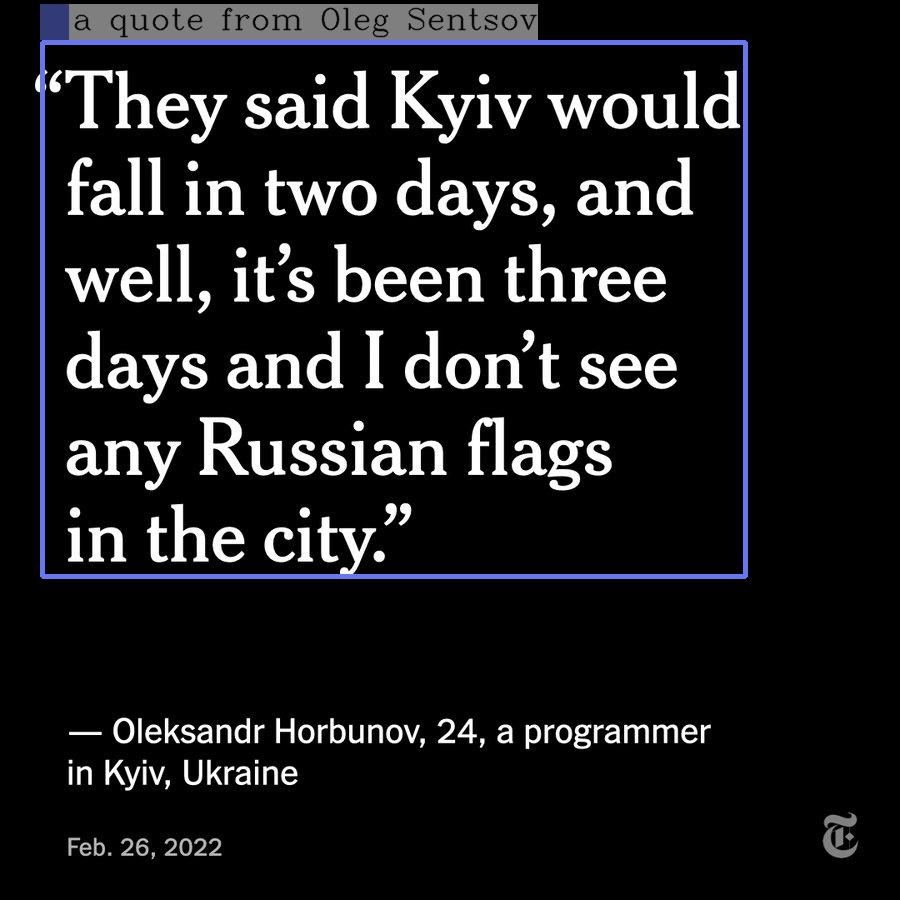 a quote from Oleg Sentsov
“They said Kyiv would
fall in two days, and
well, it’s been three
days and I don’t see
any Russian flags
in the city.”
— Oleksandr Horbunov, 24, a programmer
in Kyiv, Ukraine
Feb. 26, 2022
T